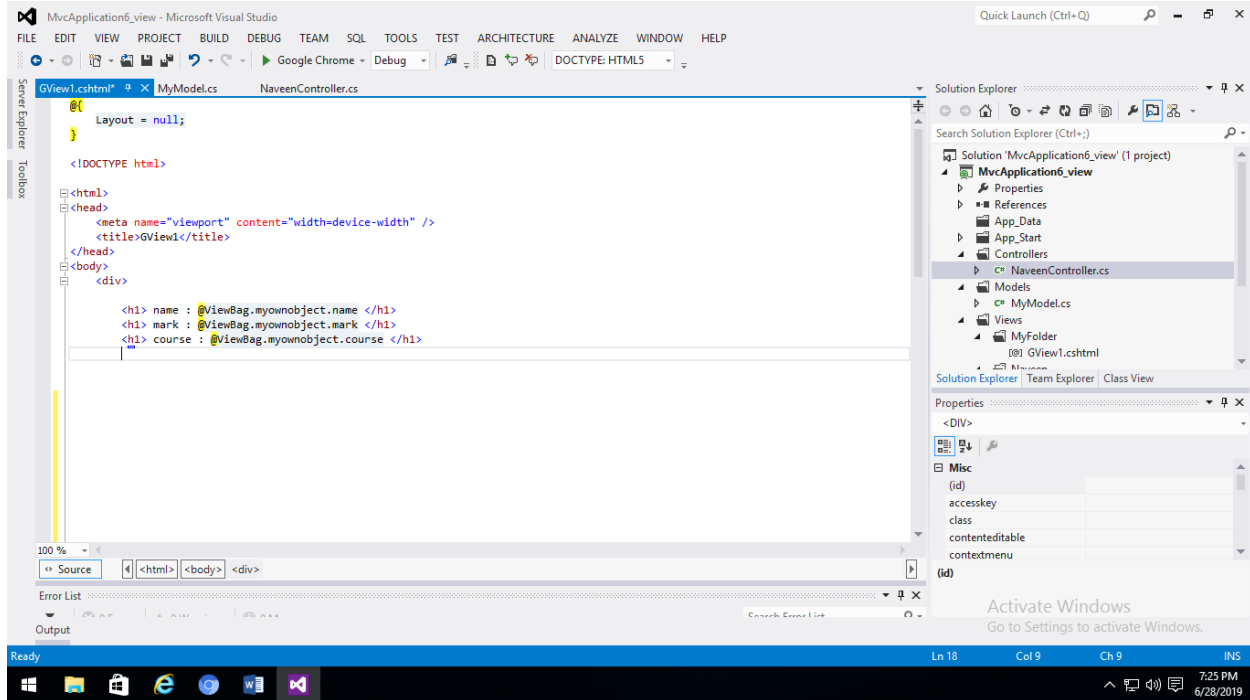 MvcApplication6_view - Microsoft Visual Studio
Quick Launch (Ctrl+Q)
FILE EDIT VIEW PROJECT BUILD DEBUG TEAM SQL TOOLS TEST ARCHITECTURE ANALYZE WINDOW HELP
Google Chrome Debug DOCTYPE: HTML5
Server Explorer
Toolbox
GView1.cshtml* MyModel.cs NaveenController.cs
@{
Layout = null;
}
<!DOCTYPE html>
<html>
<head>
<meta name="viewport" content="width=device-width" />
<title>GView1</title>
</head>
<body>
<div>
<h1> name : @ViewBag.myownobject.name </h1>
<h1> mark : @ViewBag.myownobject.mark </h1>
<h1> course : @ViewBag.myownobject.course </h1>
100 %
Source <html> <body> <div>
Error List
Search Error List
Output
Solution Explorer
Search Solution Explorer (Ctrl+;)
Solution 'MvcApplication6_view' (1 project)
MvcApplication6_view
Properties
References
App_Data
App_Start
Controllers
C# NaveenController.cs
Models
C# MyModel.cs
Views
MyFolder
[@] GView1.cshtml
Naveen
Solution Explorer Team Explorer Class View
Properties
<DIV>
Misc
(id)
accesskey
class
contenteditable
contextmenu
(id)
Activate Windows
Go to Settings to activate Windows.
Ready Ln 18 Col 9 Ch 9 INS
7:25 PM
6/28/2019